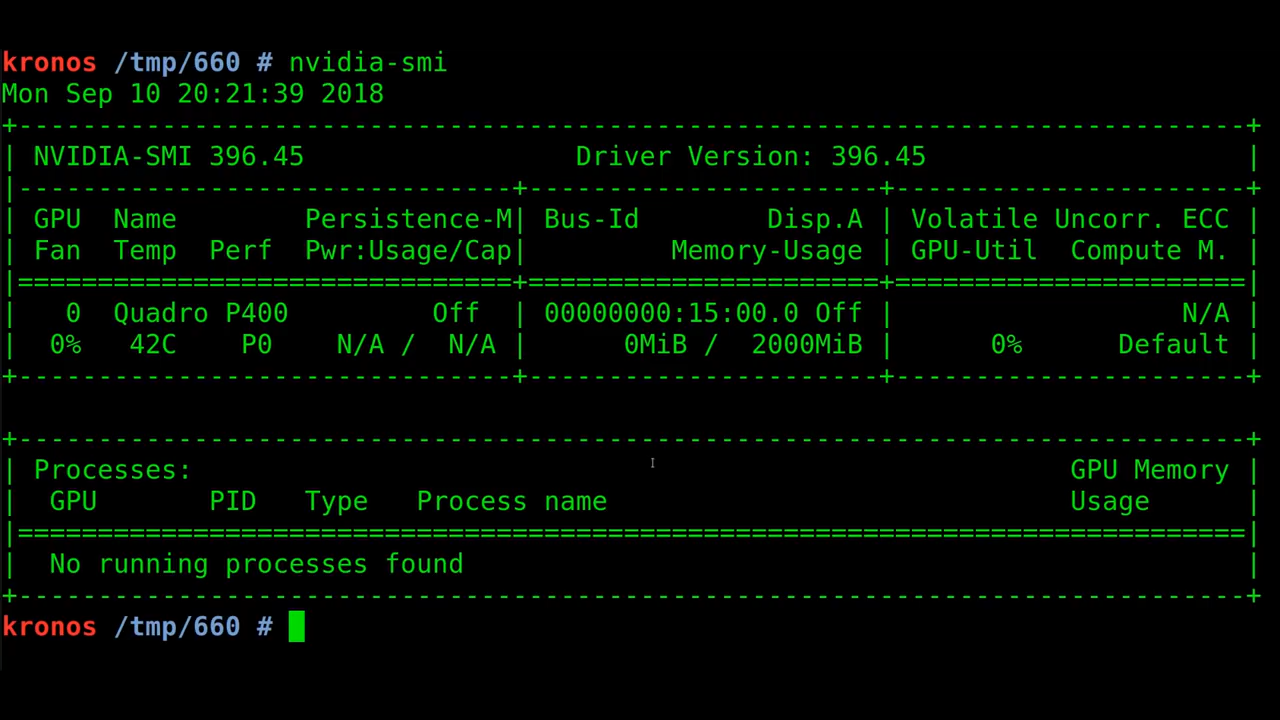 kronos /tmp/660 # nvidia-smi
Mon Sep 10 20:21:39 2018
+-----------------------------------------------------------------------------+
| NVIDIA-SMI 396.45                 Driver Version: 396.45                    |
|-------------------------------+----------------------+----------------------+
| GPU  Name        Persistence-M| Bus-Id        Disp.A | Volatile Uncorr. ECC |
| Fan  Temp  Perf  Pwr:Usage/Cap|         Memory-Usage | GPU-Util  Compute M. |
|===============================+======================+======================|
|   0  Quadro P400         Off  | 00000000:15:00.0 Off |                  N/A |
|  0%   42C    P0    N/A /  N/A |      0MiB /  2000MiB |      0%      Default |
+-------------------------------+----------------------+----------------------+

+-----------------------------------------------------------------------------+
| Processes:                                                       GPU Memory |
|  GPU       PID   Type   Process name                             Usage      |
|=============================================================================|
|  No running processes found                                                 |
+-----------------------------------------------------------------------------+
kronos /tmp/660 #